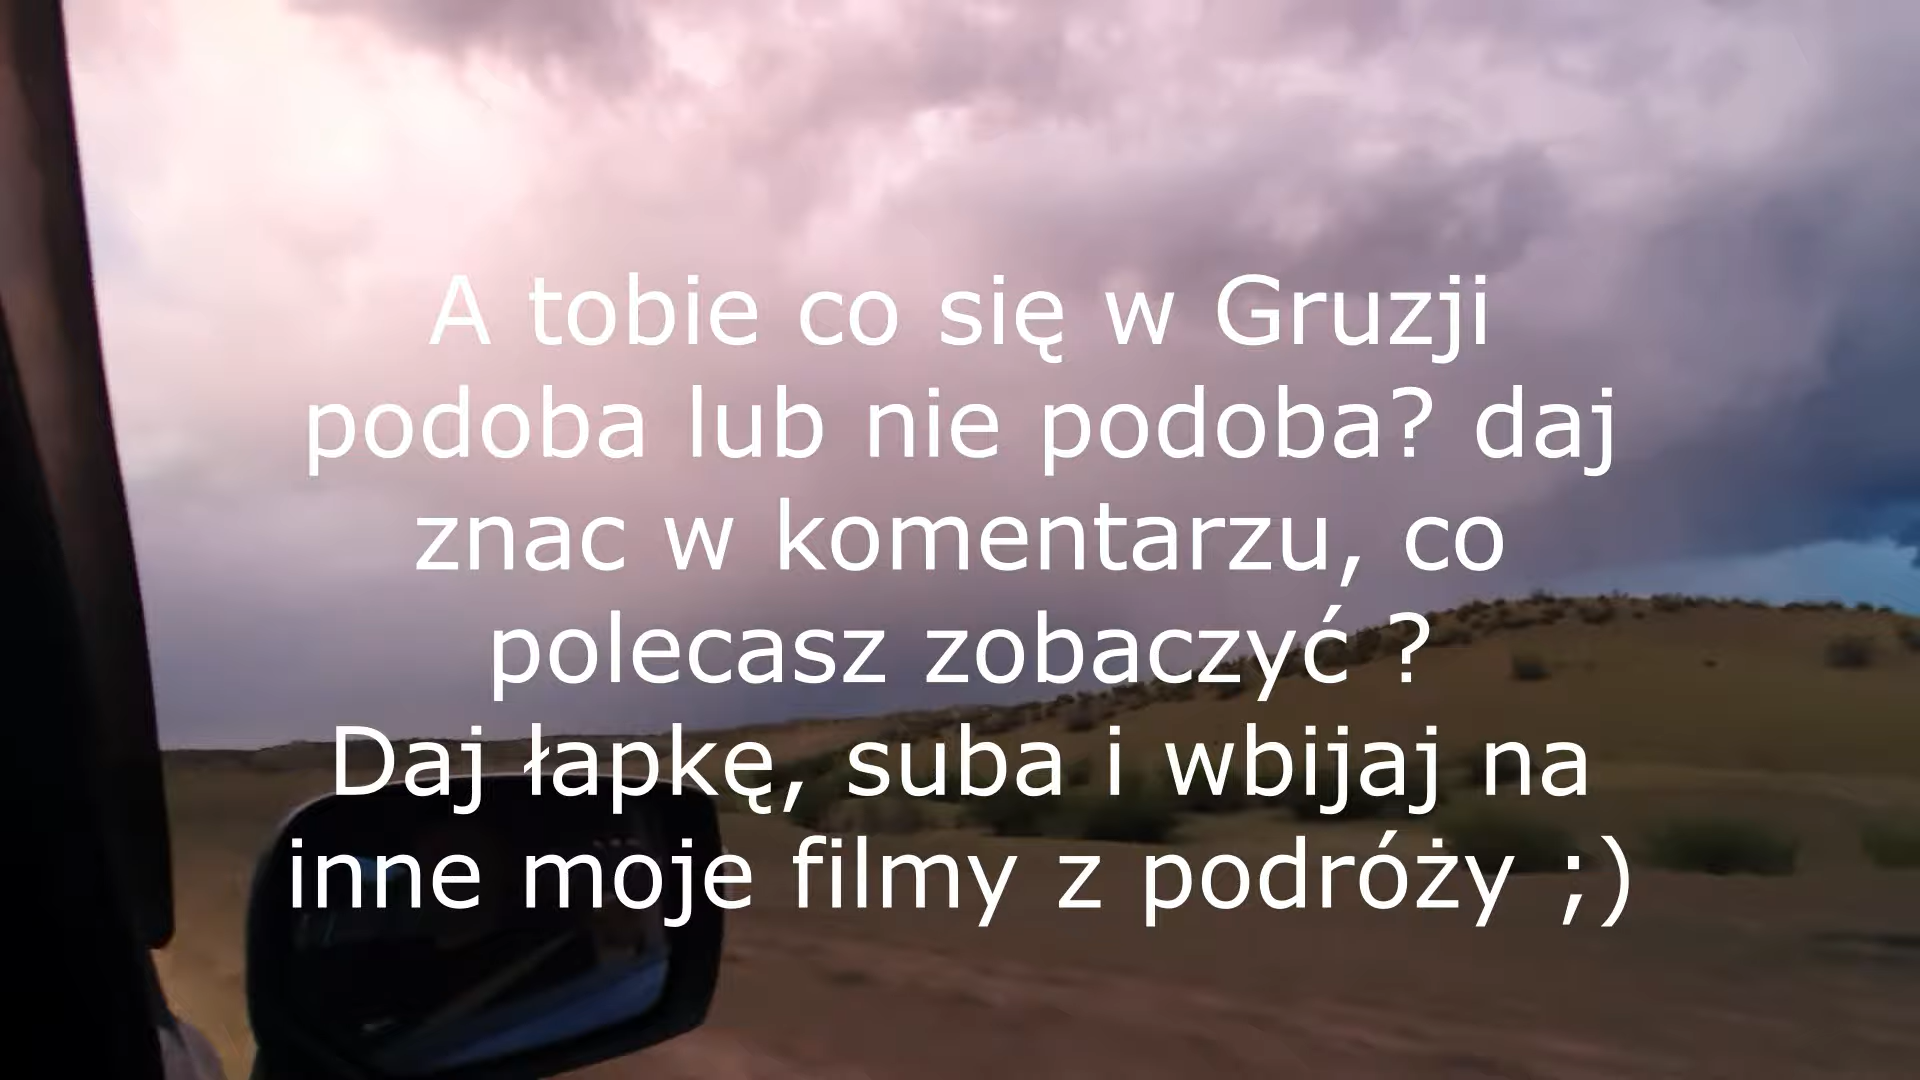 A tobie co się w Gruzji
podoba lub nie podoba? daj
znac w komentarzu, co
polecasz zobaczyć ?
Daj łapkę, suba i wbijaj na
inne moje filmy z podróży ;)